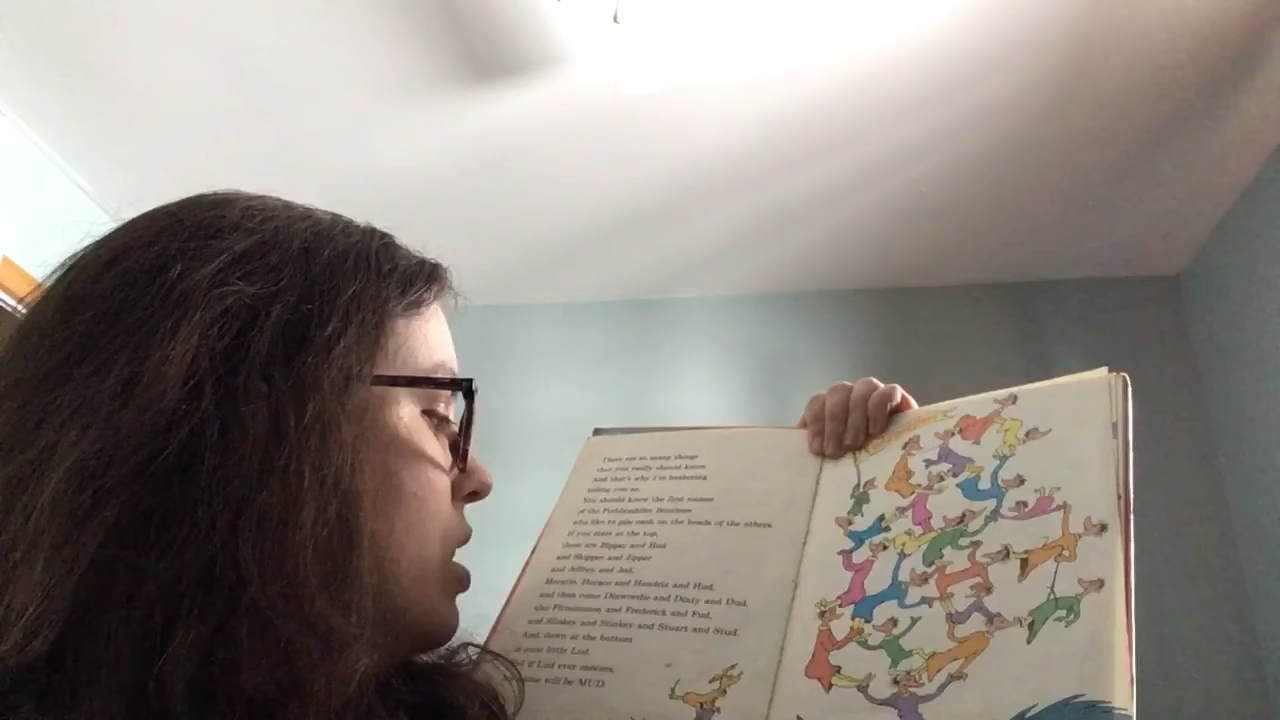 There are so many things
that you really should know.
And that's why I'm bothering
telling you so.
You should know the first names
of the Fuddnuddler Brothers
who like to pile each on the heads of the others.
If you start at the top,
there are Bipper and Bud
and Skipper and Jipper
and Jeffrey and Jud,
Horatio, Horace and Hendrix and Hud,
and then come Dinwoodie and Dinty and Dud,
also Fitzsimmon and Frederick and Fud,
and Slinkey and Stinkey and Stuart and Stud.
And, down at the bottom
is poor little Lud.
if Lud ever sneezes,
name will be MUD.